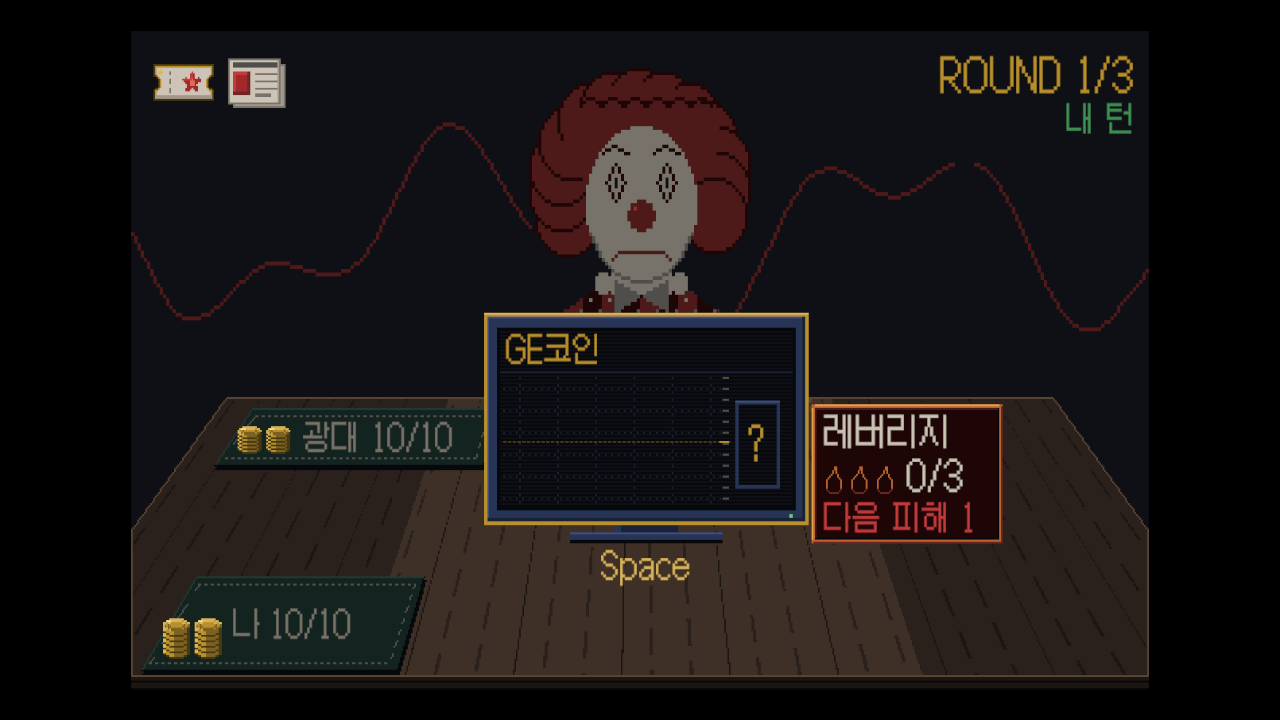 ROUND 1/3
내 턴
GE코인
?
광대 10/10
레버리지
0/3
다음 피해 1
Space
나 10/10